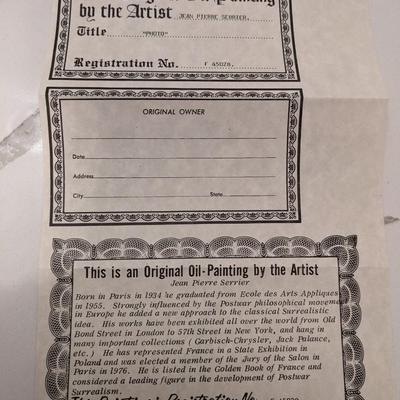 by the Artist JEAN PIERRE SERRIER.
Title "PHOTO"
Registration No. F 45028.
ORIGINAL OWNER
Date
Address
City State
This is an Original Oil-Painting by the Artist
Jean Pierre Serrier
Born in Paris in 1934 he graduated from Ecole des Arts Appliques
in 1955. Strongly influenced by the Postwar philosophical movement
in Europe he added a new approach to the classical Surrealistic
idea. His works have been exhibited all over the world from Old
Bond Street in London to 57th Street in New York, and hang in
many important collections ( Garbisch-Chrysler, Jack Palance,
etc.) He has represented France in a State Exhibition in
Poland and was elected a member of the Jury of the Salon in
Paris in 1976. He is listed in the Golden Book of France and
considered a leading figure in the development of Postwar
Surrealism.